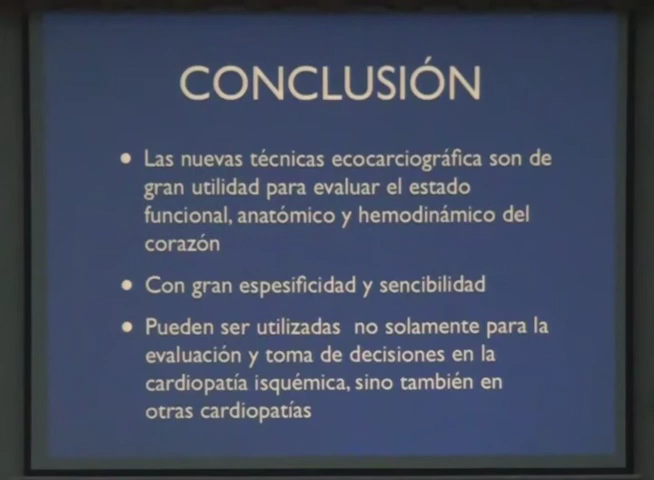 CONCLUSIÓN
• Las nuevas técnicas ecocarciográfica son de
gran utilidad para evaluar el estado
funcional, anatómico y hemodinámico del
corazón
• Con gran espesificidad y sencibilidad
• Pueden ser utilizadas  no solamente para la
evaluación y toma de decisiones en la
cardiopatía isquémica, sino también en
otras cardiopatías